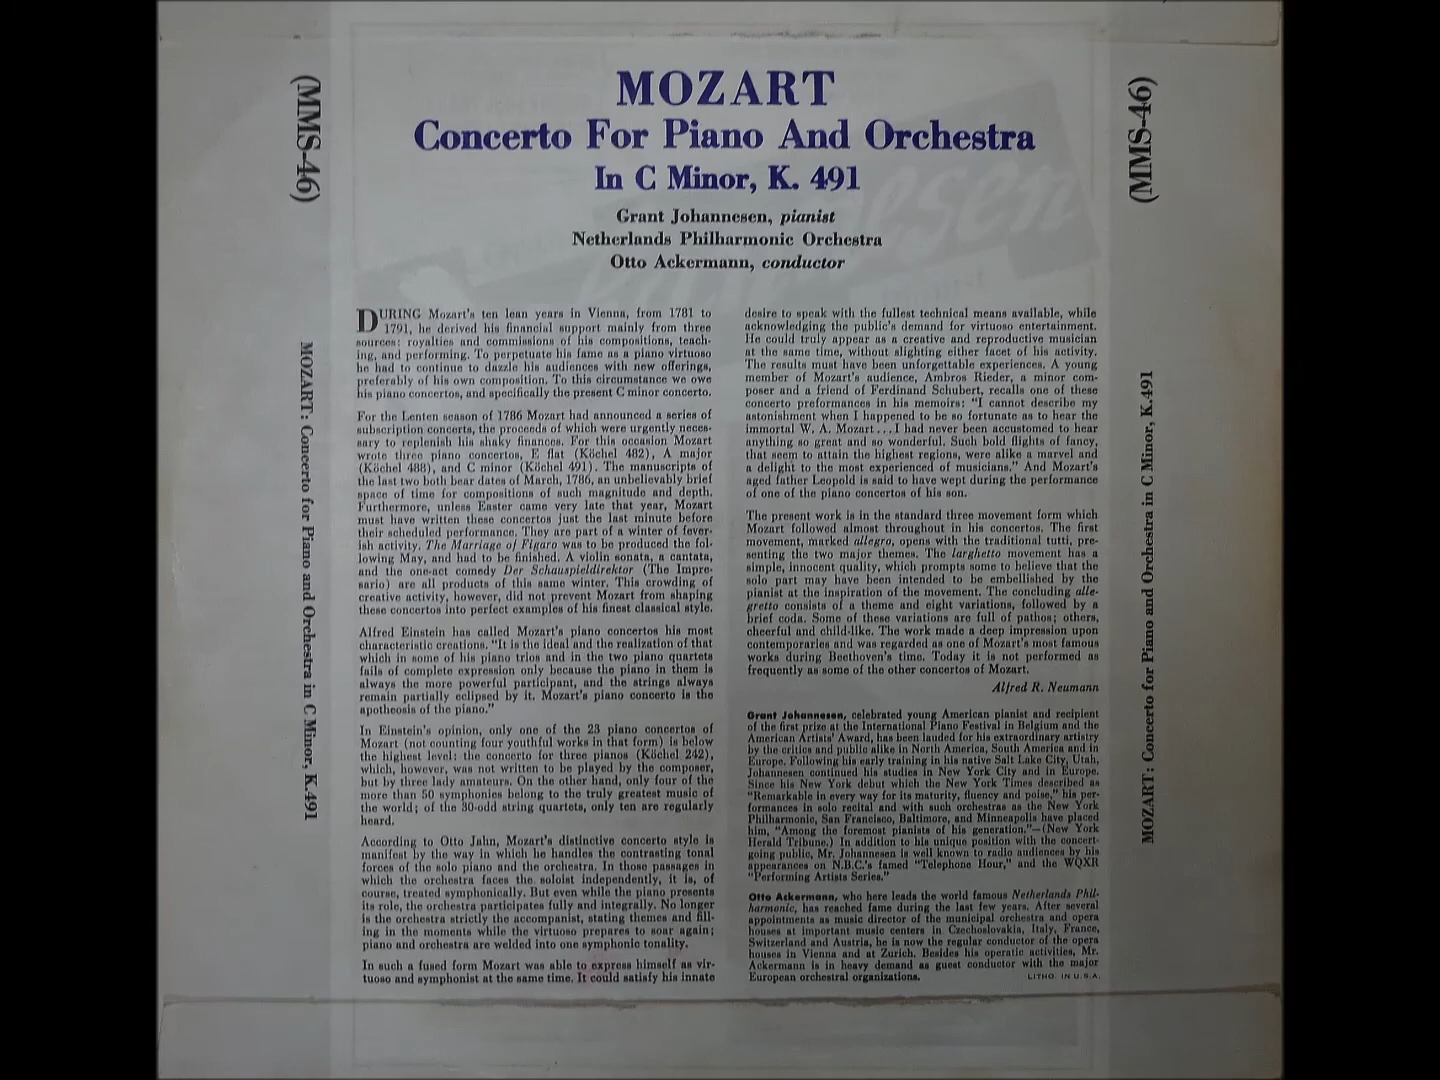 MOZART
Concerto For Piano And Orchestra
In C Minor, K. 491
Grant Johannesen, pianist
Netherlands Philharmonic Orchestra
Otto Ackermann, conductor
(MMS-46)
MOZART: Concerto for Piano and Orchestra in C Minor, K.491
DURING Mozart's ten lean years in Vienna, from 1781 to
1791, he derived his financial support mainly from three
sources: royalties and commissions of his compositions, teach-
ing, and performing. To perpetuate his fame as a piano virtuoso
he had to continue to dazzle his audiences with new offerings,
preferably of his own composition. To this circumstance we owe
his piano concertos, and specifically the present C minor concerto.
For the Lenten season of 1786 Mozart had announced a series of
subscription concerts, the proceeds of which were urgently neces-
sary to replenish his shaky finances. For this occasion Mozart
wrote three piano concertos, E flat (Köchel 482), A major
(Köchel 488), and C minor (Köchel 491). The manuscripts of
the last two both bear dates of March, 1786, an unbelievably brief
space of time for compositions of such magnitude and depth.
Furthermore, unless Easter came very late that year, Mozart
must have written these concertos just the last minute before
their scheduled performance. They are part of a winter of fever-
ish activity. The Marriage of Figaro was to be produced the fol-
lowing May, and had to be finished. A violin sonata, a cantata,
and the one-act comedy Der Schauspieldirektor (The Impre-
sario) are all products of this same winter. This crowding of
creative activity, however, did not prevent Mozart from shaping
these concertos into perfect examples of his finest classical style.
Alfred Einstein has called Mozart's piano concertos his most
characteristic creations. "It is the ideal and the realization of that
which in some of his piano trios and in the two piano quartets
fails of complete expression only because the piano in them is
always the more powerful participant, and the strings always
remain partially eclipsed by it. Mozart's piano concerto is the
apotheosis of the piano."
In Einstein's opinion, only one of the 23 piano concertos of
Mozart (not counting four youthful works in that form) is below
the highest level: the concerto for three pianos (Köchel 242),
which, however, was not written to be played by the composer,
but by three lady amateurs. On the other hand, only four of the
more than 50 symphonies belong to the truly greatest music of
the world; of the 30-odd string quartets, only ten are regularly
heard.
According to Otto Jahn, Mozart's distinctive concerto style is
manifest by the way in which he handles the contrasting tonal
forces of the solo piano and the orchestra. In those passages in
which the orchestra faces the soloist independently, it is, of
course, treated symphonically. But even while the piano presents
its role, the orchestra participates fully and integrally. No longer
is the orchestra strictly the accompanist, stating themes and fill-
ing in the moments while the virtuoso prepares to soar again;
piano and orchestra are welded into one symphonic tonality.
In such a fused form Mozart was able to express himself as vir-
tuoso and symphonist at the same time. It could satisfy his innate
desire to speak with the fullest technical means available, while
acknowledging the public's demand for virtuoso entertainment.
He could truly appear as a creative and reproductive musician
at the same time, without slighting either facet of his activity.
The results must have been unforgettable experiences. A young
member of Mozart's audience, Ambros Rieder, a minor com-
poser and a friend of Ferdinand Schubert, recalls one of these
concerto preformances in his memoirs: "I cannot describe my
astonishment when I happened to be so fortunate as to hear the
immortal W. A. Mozart...I had never been accustomed to hear
anything so great and so wonderful. Such bold flights of fancy,
that seem to attain the highest regions, were alike a marvel and
a delight to the most experienced of musicians." And Mozart's
aged father Leopold is said to have wept during the performance
of one of the piano concertos of his son.
The present work is in the standard three movement form which
Mozart followed almost throughout in his concertos. The first
movement, marked allegro, opens with the traditional tutti, pre-
senting the two major themes. The larghetto movement has a
simple, innocent quality, which prompts some to believe that the
solo part may have been intended to be embellished by the
pianist at the inspiration of the movement. The concluding alle-
gretto consists of a theme and eight variations, followed by a
brief coda. Some of these variations are full of pathos; others,
cheerful and child-like. The work made a deep impression upon
contemporaries and was regarded as one of Mozart's most famous
works during Beethoven's time. Today it is not performed as
frequently as some of the other concertos of Mozart.
Alfred R. Neumann
Grant Johannesen, celebrated young American pianist and recipient
of the first prize at the International Piano Festival in Belgium and the
American Artists' Award, has been lauded for his extraordinary artistry
by the critics and public alike in North America, South America and in
Europe. Following his early training in his native Salt Lake City, Utah,
Johannesen continued his studies in New York City and in Europe.
Since his New York debut which the New York Times described as
"Remarkable in every way for its maturity, fluency and poise," his per-
formances in solo recital and with such orchestras as the New York
Philharmonic, San Francisco, Baltimore, and Minneapolis have placed
him, "Among the foremost pianists of his generation."—(New York
Herald Tribune.) In addition to his unique position with the concert-
going public, Mr. Johannesen is well known to radio audiences by his
appearances on N.B.C.'s famed "Telephone Hour," and the WQXR
"Performing Artists Series."
Otto Ackermann, who here leads the world famous Netherlands Phil-
harmonic, has reached fame during the last few years. After several
appointments as music director of the municipal orchestra and opera
houses at important music centers in Czechoslovakia, Italy, France,
Switzerland and Austria, he is now the regular conductor of the opera
houses in Vienna and at Zurich. Besides his operatic activities, Mr.
Ackermann is in heavy demand as guest conductor with the major
European orchestral organizations.
LITHO. IN U.S.A.
(MMS-46)
MOZART: Concerto for Piano and Orchestra in C Minor, K.491